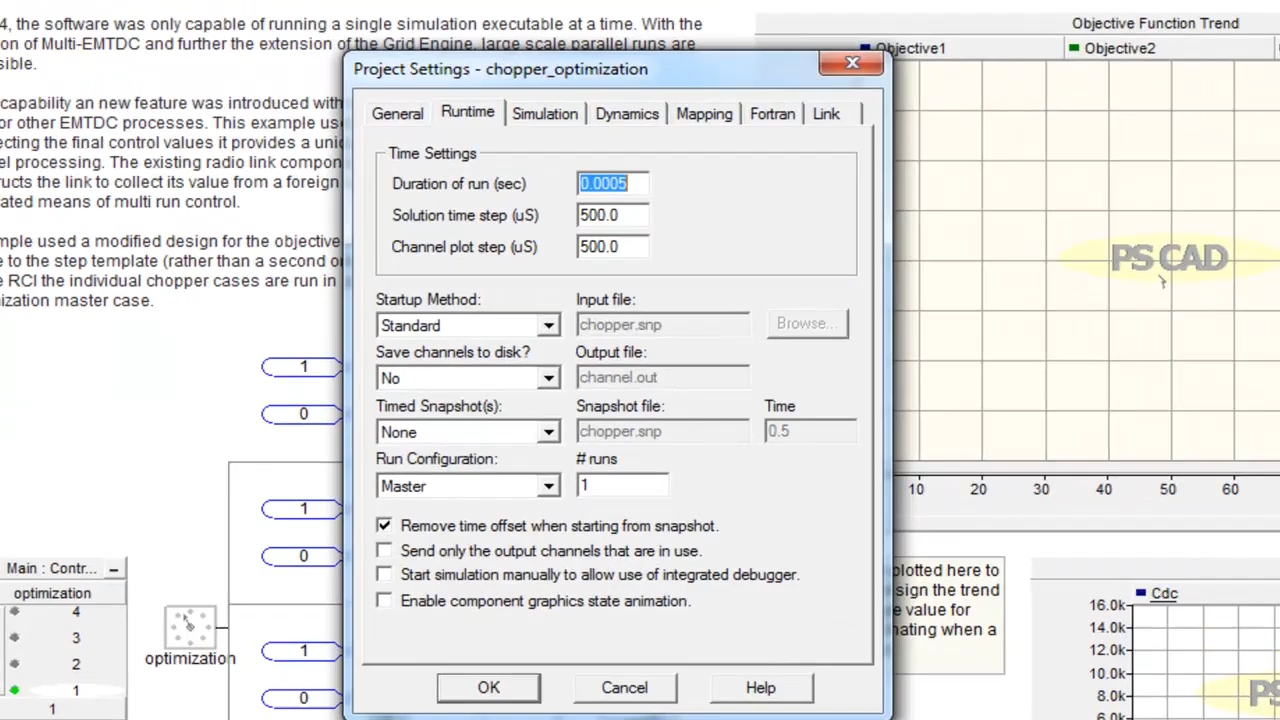 4, the software was only capable of running a single simulation executable at a time. With the
on of Multi-EMTDC and further the extension of the Grid Engine, large scale parallel runs are
sible.
capability an new feature was introduced with
or other EMTDC processes. This example us
ecting the final control values it provides a
el processing. The existing radio link
ructs the link to collect its value from a foreign
ated means of multi run control.
mple used a modified design for the objective
e to the step template (rather than a second
e RCI the individual chopper cases are run in
nization master case.
Project Settings - chopper_optimization
General
Runtime
Simulation
Dynamics
Mapping
Fortran
Link
Time Settings
Duration of run (sec)
0.0005
Solution time step (uS)
500.0
Channel plot step (uS)
500.0
Startup Method:
Input file:
Standard
chopper.snp
Browse...
Save channels to disk?
Output file:
No
channel.out
Timed Snapshot(s):
Snapshot file:
Time
None
chopper.snp
0.5
Run Configuration:
# runs
Master
1
Remove time offset when starting from snapshot.
Send only the output channels that are in use.
Start simulation manually to allow use of integrated debugger.
Enable component graphics state animation.
OK
Cancel
Help
1
0
1
0
1
0
Main : Contr...
optimization
4
3
2
1
1
optimization
Objective Function Trend
Objective1
Objective2
PSCAD
10
20
30
40
50
60
plotted here to
sign the trend
e value for
nating when a
Cdc
16.0k
14.0k
12.0k
10.0k
8.0k
6.0k
PS